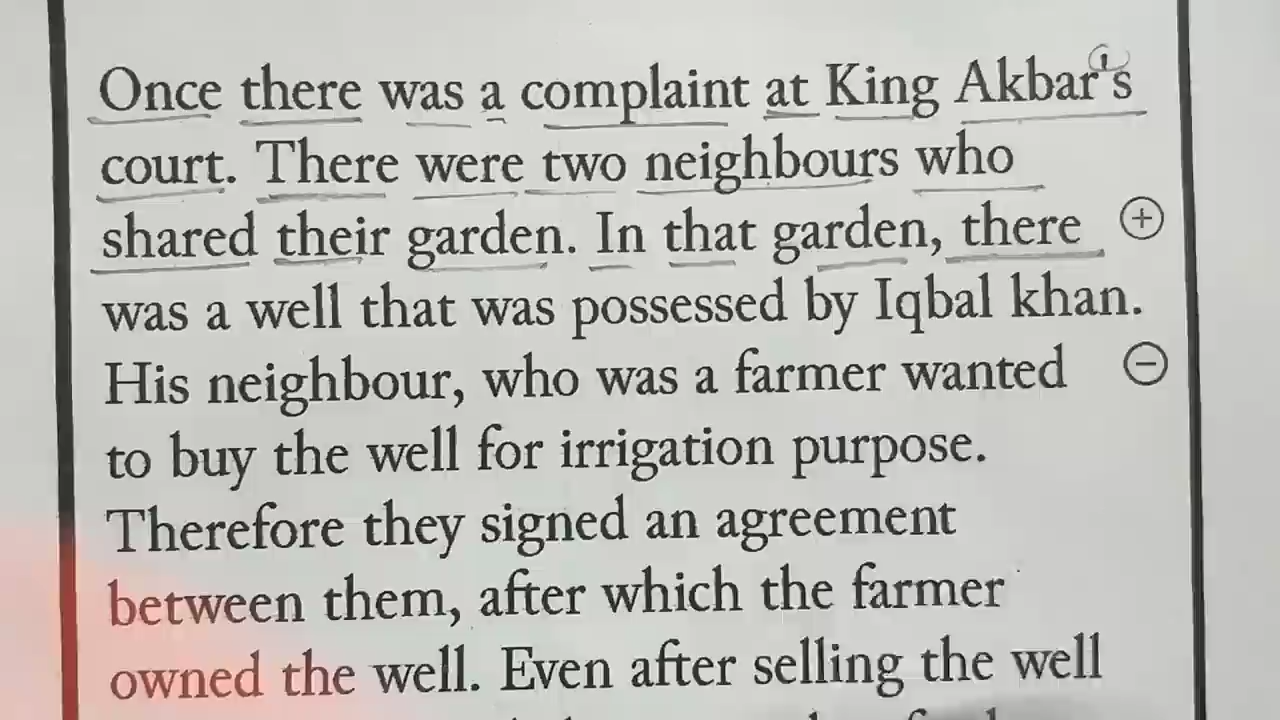 Once there was a complaint at King Akbar's
court. There were two neighbours who
shared their garden. In that garden, there
was a well that was possessed by Iqbal khan.
His neighbour, who was a farmer wanted
to buy the well for irrigation purpose.
Therefore they signed an agreement
between them, after which the farmer
owned the well. Even after selling the well